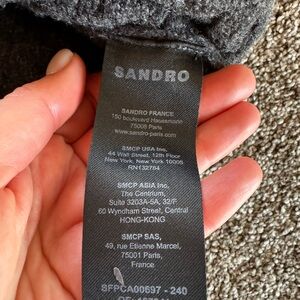 SANDRO
SANDRO FRANCE
150 boulevard Haussmann
75008 Paris
www.sandro-paris.com
SMCP USA Inc.
44 Wall Street, 12th Floor
New York, New York 10005
RN132784
SMCP ASIA Inc.
The Centrium,
Suite 3203A-5A, 32/F
60 Wyndham Street, Central
HONG-KONG
SMCP SAS,
49, rue Etienne Marcel,
75001 Paris,
France
SFPCA00697 - 240